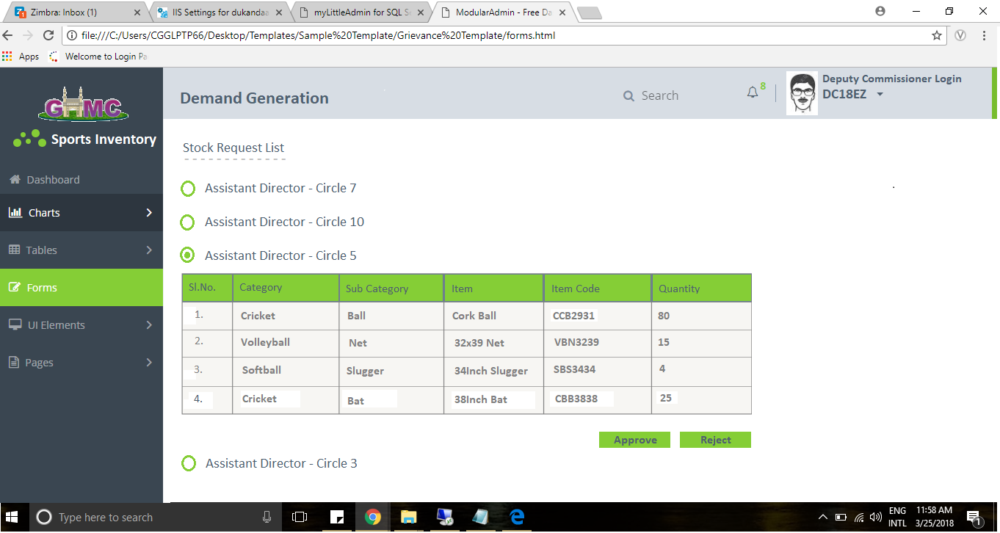 Zimbra: Inbox (1)
IIS Settings for dukandaa
myLittleAdmin for SQL Se
ModularAdmin - Free Da
file:///C:/Users/CGGLPTP66/Desktop/Templates/Sample%20Template/Grievance%20Template/forms.html
Apps Welcome to Login Pa
GHMC
Sports Inventory
Dashboard
Charts
Tables
Forms
UI Elements
Pages
Demand Generation
Search
8
Deputy Commissioner Login
DC18EZ
Stock Request List
Assistant Director - Circle 7
Assistant Director - Circle 10
Assistant Director - Circle 5
Sl.No. Category Sub Category Item Item Code Quantity
1. Cricket Ball Cork Ball CCB2931 80
2. Volleyball Net 32x39 Net VBN3239 15
3. Softball Slugger 34Inch Slugger SBS3434 4
4. Cricket Bat 38Inch Bat CBB3838 25
Approve Reject
Assistant Director - Circle 3
Type here to search
ENG
INTL
11:58 AM
3/25/2018
1